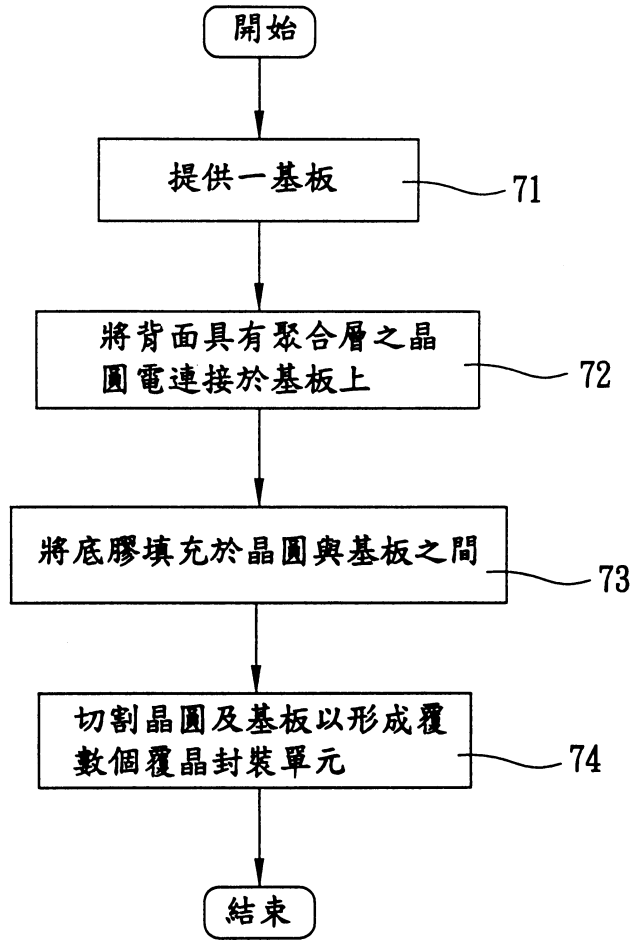 開始
提供一基板
71
將背面具有聚合層之晶
圓電連接於基板上
72
將底膠填充於晶圓與基板之間
73
切割晶圓及基板以形成覆
數個覆晶封裝單元
74
結束